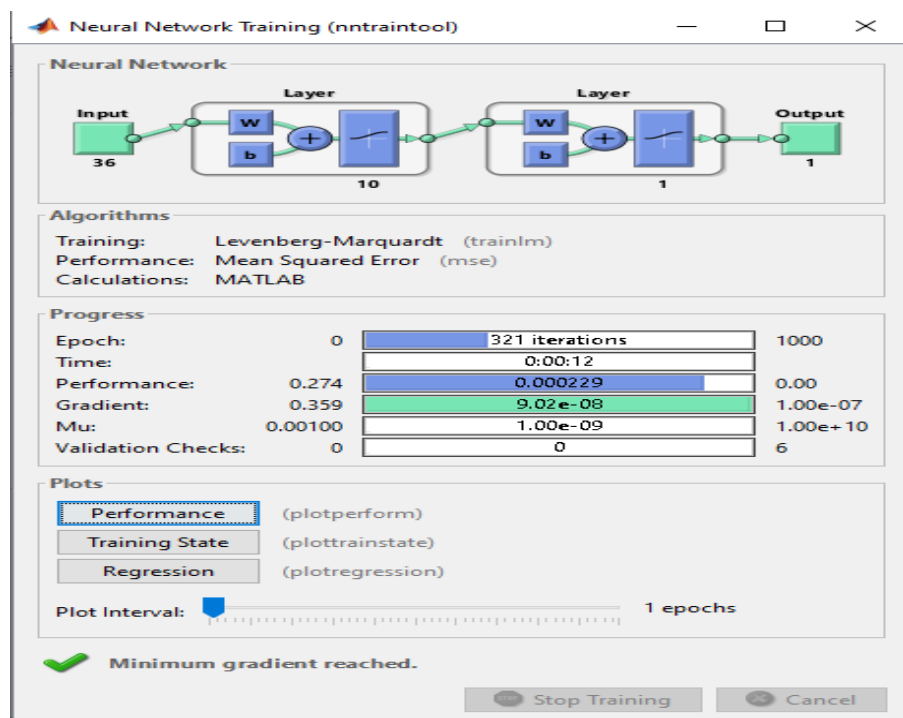 Neural Network Training (nntraintool)
Neural Network
Layer Layer
Input Output
W W
b b
36 1
10 1
Algorithms
Training: Levenberg-Marquardt (trainlm)
Performance: Mean Squared Error (mse)
Calculations: MATLAB
Progress
Epoch: 0 321 iterations 1000
Time: 0:00:12
Performance: 0.274 0.000229 0.00
Gradient: 0.359 9.02e-08 1.00e-07
Mu: 0.00100 1.00e-09 1.00e+10
Validation Checks: 0 0 6
Plots
Performance (plotperform)
Training State (plottrainstate)
Regression (plotregression)
Plot Interval: 1 epochs
Minimum gradient reached.
Stop Training Cancel